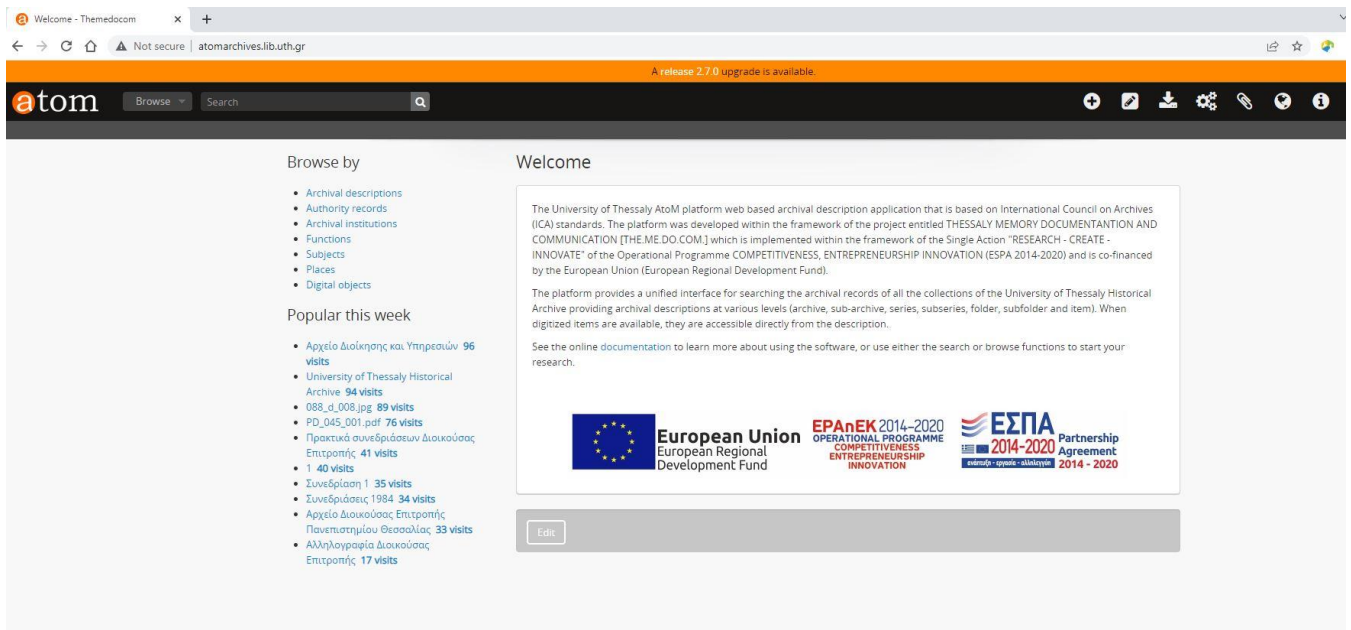 Welcome - Themedocom
Not secure | atomarchives.lib.uth.gr
A release 2.7.0 upgrade is available.
atom Browse Search
Browse by
Archival descriptions
Authority records
Archival institutions
Functions
Subjects
Places
Digital objects
Popular this week
Αρχείο Διοίκησης και Υπηρεσιών 96
visits
University of Thessaly Historical
Archive 94 visits
088_d_008.jpg 89 visits
PD_045_001.pdf 76 visits
Πρακτικά συνεδριάσεων Διοικούσας
Επιτροπής 41 visits
1 40 visits
Συνεδρίαση 1 35 visits
Συνεδριάσεις 1984 34 visits
Αρχείο Διοικούσας Επιτροπής
Πανεπιστημίου Θεσσαλίας 33 visits
Αλληλογραφία Διοικούσας
Επιτροπής 17 visits
Welcome
The University of Thessaly AtoM platform web based archival description application that is based on International Council on Archives
(ICA) standards. The platform was developed within the framework of the project entitled THESSALY MEMORY DOCUMENTANTION AND
COMMUNICATION [THE.ME.DO.COM.] which is implemented within the framework of the Single Action "RESEARCH - CREATE -
INNOVATE" of the Operational Programme COMPETITIVENESS, ENTREPRENEURSHIP INNOVATION (ESPA 2014-2020) and is co-financed
by the European Union (European Regional Development Fund).
The platform provides a unified interface for searching the archival records of all the collections of the University of Thessaly Historical
Archive providing archival descriptions at various levels (archive, sub-archive, series, subseries, folder, subfolder and item). When
digitized items are available, they are accessible directly from the description.
See the online documentation to learn more about using the software, or use either the search or browse functions to start your
research.
European Union
European Regional
Development Fund
EPAnEK 2014–2020
OPERATIONAL PROGRAMME
COMPETITIVENESS
ENTREPRENEURSHIP
INNOVATION
ΕΣΠΑ
2014-2020
ανάπτυξη - εργασία - αλληλεγγύη
Partnership
Agreement
2014 - 2020
Edit